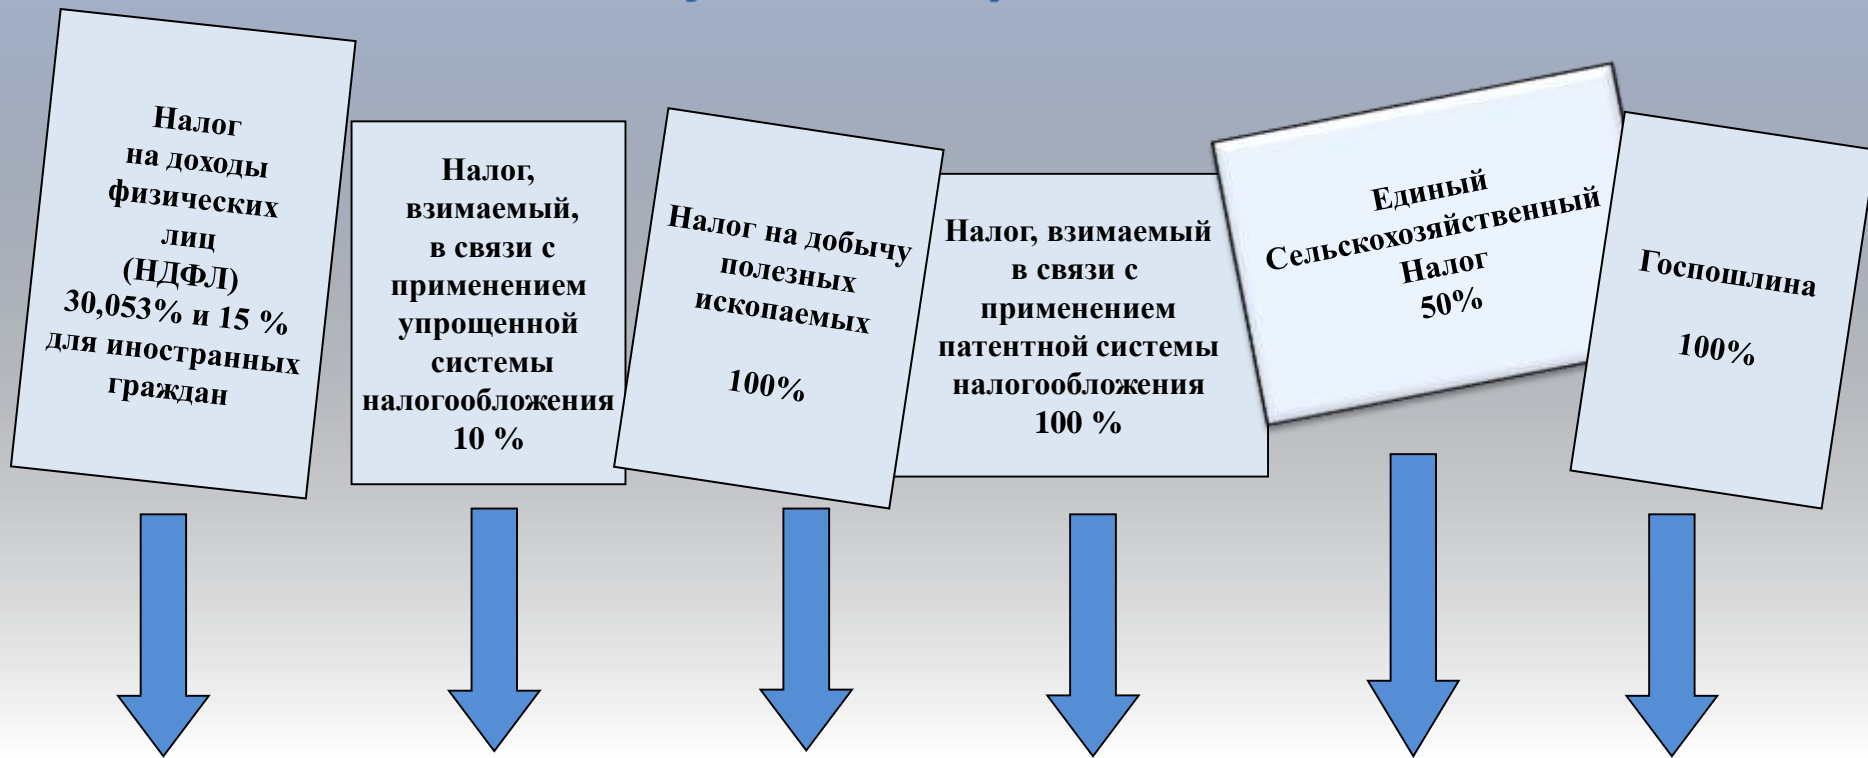 Налог
на доходы
физических
лиц
(НДФЛ)
30,053% и 15 %
для иностранных
граждан
Налог,
взимаемый,
в связи с
применением
упрощенной
системы
налогообложения
10 %
Налог на добычу
полезных
ископаемых
100%
Налог, взимаемый
в связи с
применением
патентной системы
налогообложения
100 %
Единый
Сельскохозяйственный
Налог
50%
Госпошлина
100%